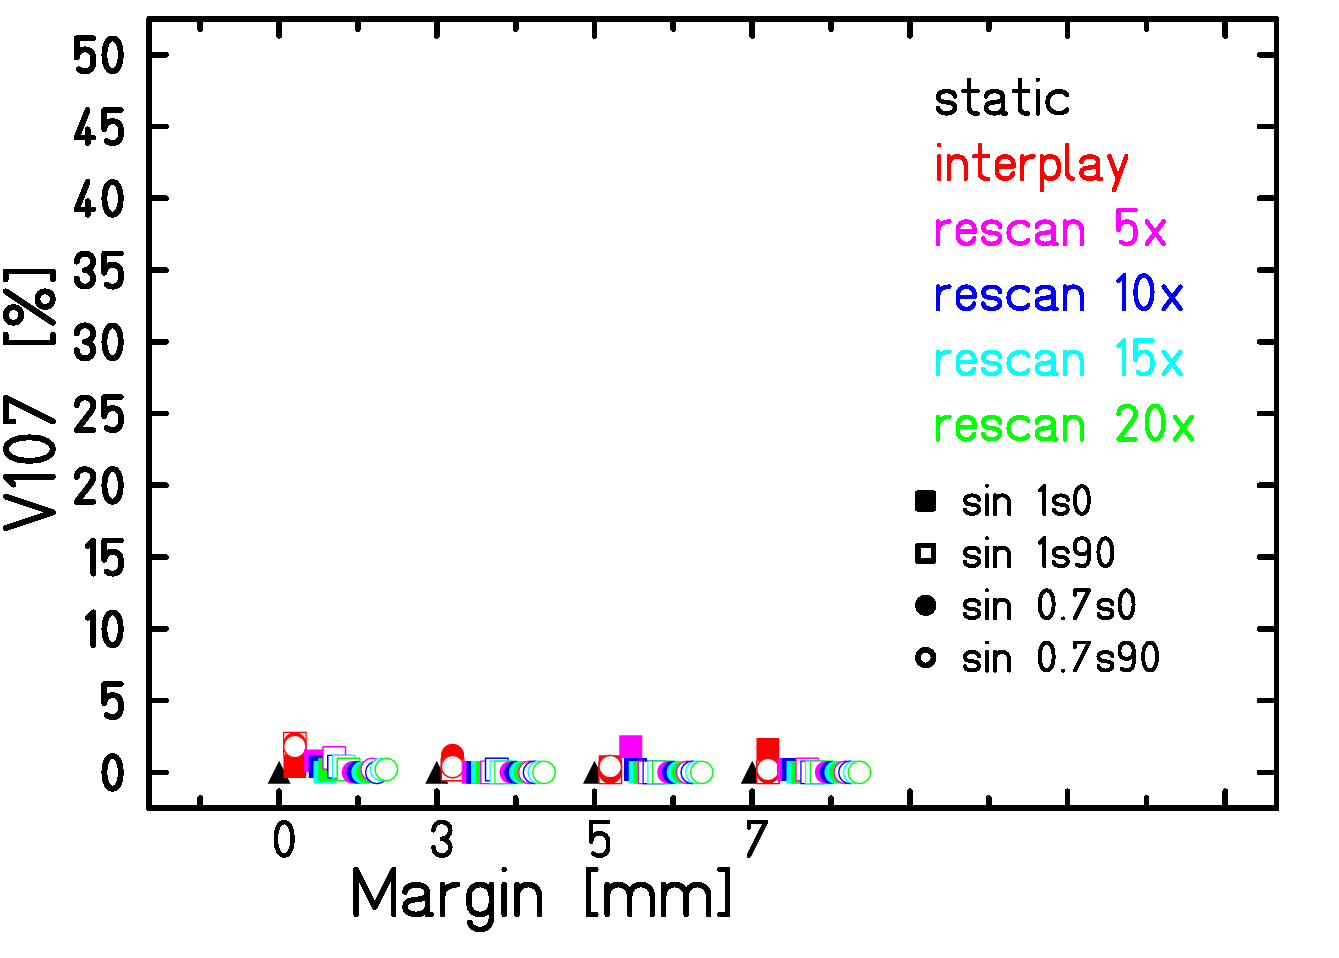 V107 [%]
50
45
40
35
30
25
20
15
10
5
0
static
interplay
rescan 5x
rescan 10x
rescan 15x
rescan 20x
sin 1s0
sin 1s90
sin 0.7s0
sin 0.7s90
0 3 5 7
Margin [mm]